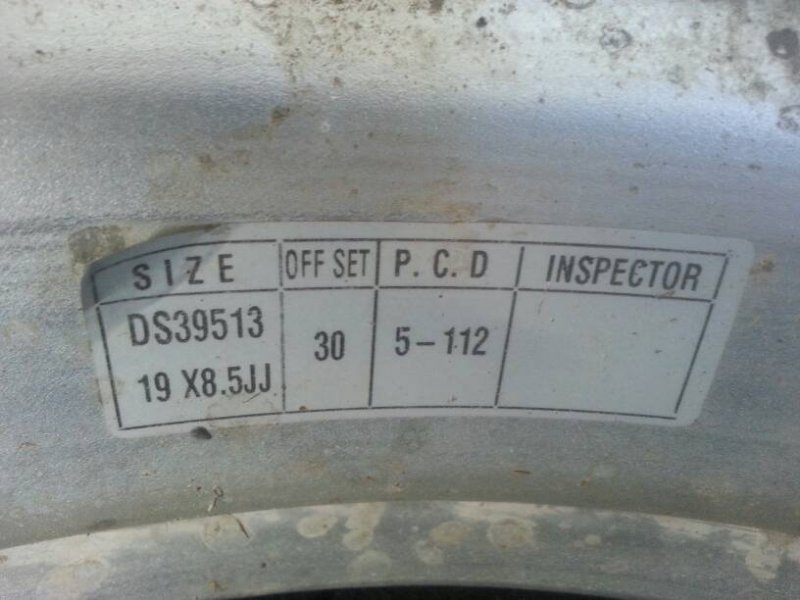 SIZE OFF SET P. C. D INSPECTOR
DS39513 30 5-112
19 X8.5JJ